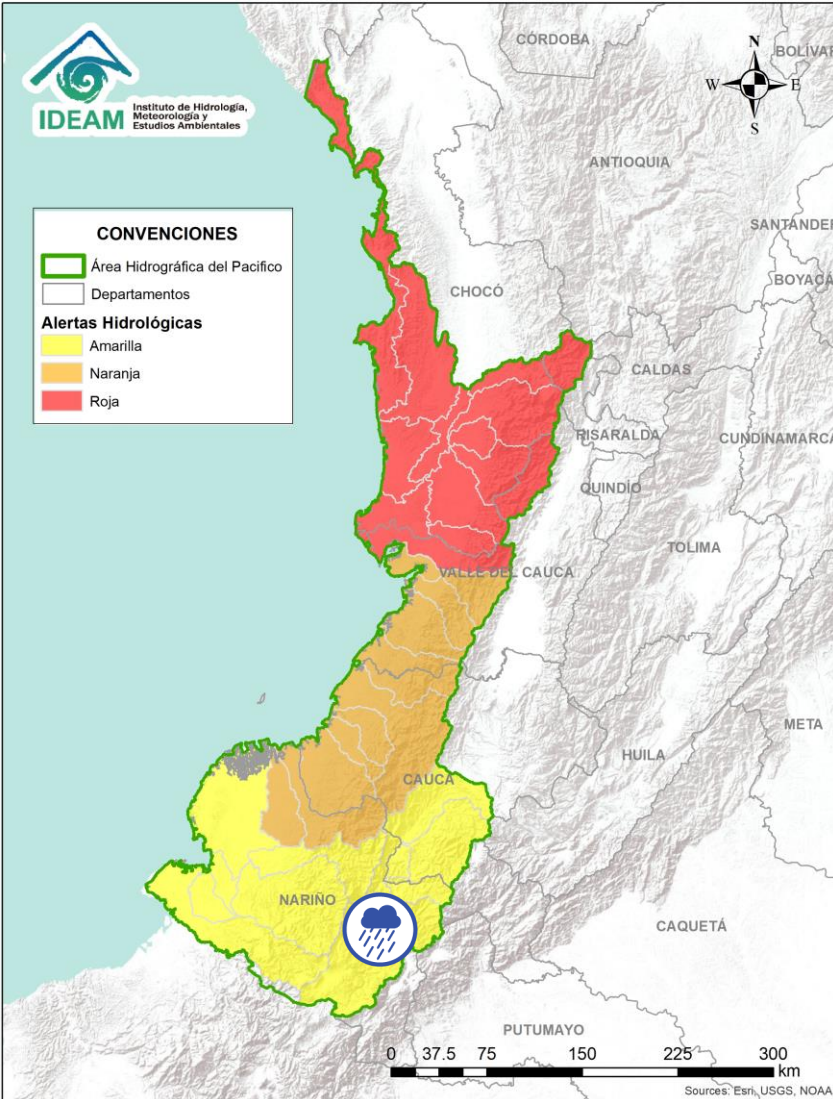 IDEAM
Instituto de Hidrología,
Meteorología y
Estudios Ambientales
CÓRDOBA
BOLÍVAR
N
W
E
S
ANTIOQUIA
SANTANDER
BOYACÁ
CONVENCIONES
Área Hidrográfica del Pacifico
Departamentos
Alertas Hidrológicas
Amarilla
Naranja
Roja
CHOCÓ
CALDAS
RISARALDA
CUNDINAMARCA
QUINDÍO
TOLIMA
VALLE DEL CAUCA
META
HUILA
CAUCA
NARIÑO
CAQUETÁ
PUTUMAYO
0 37.5 75 150 225 300
km
Sources: Esri, USGS, NOAA